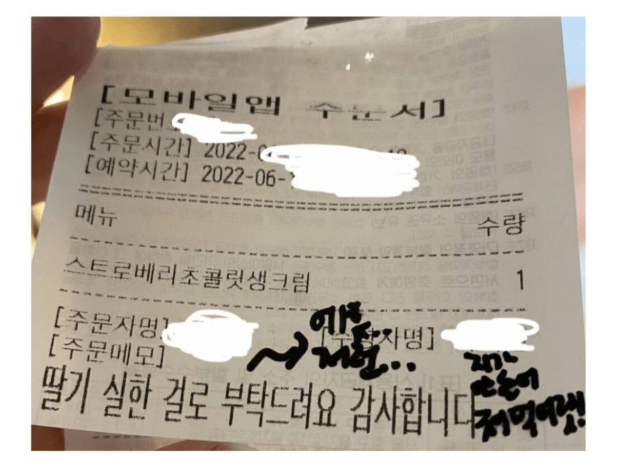 [모바일앱 주문서]
[주문번
[주문시간] 2022-0
[예약시간] 2022-06-
메뉴 수량
스트로베리초콜릿생크림 1
[주문자명] 자명]
[주문메모]
딸기 실한 걸로 부탁드려요 감사합니다